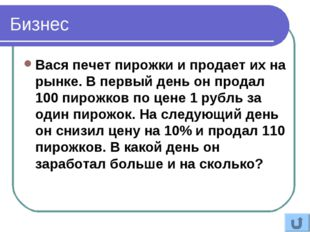 Бизнес
Вася печет пирожки и продает их на
рынке. В первый день он продал
100 пирожков по цене 1 рубль за
один пирожок. На следующий день
он снизил цену на 10% и продал 110
пирожков. В какой день он
заработал больше и на сколько?